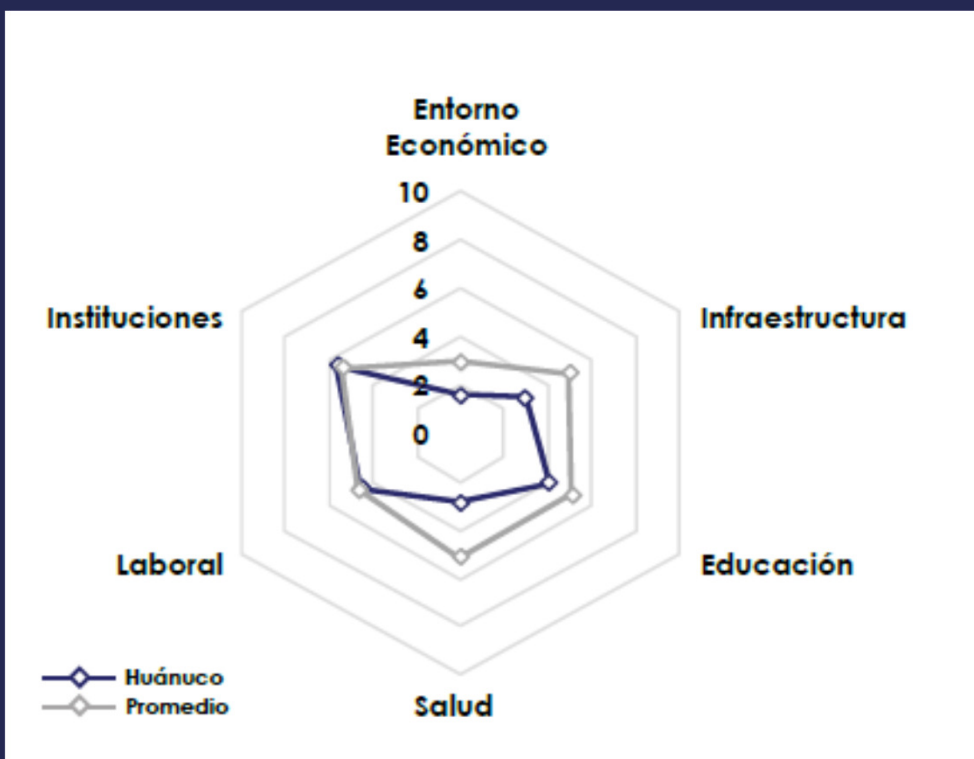 Entorno
Económico
10
8
6
4
2
0
Instituciones
Infraestructura
Laboral
Educación
Salud
Huánuco
Promedio